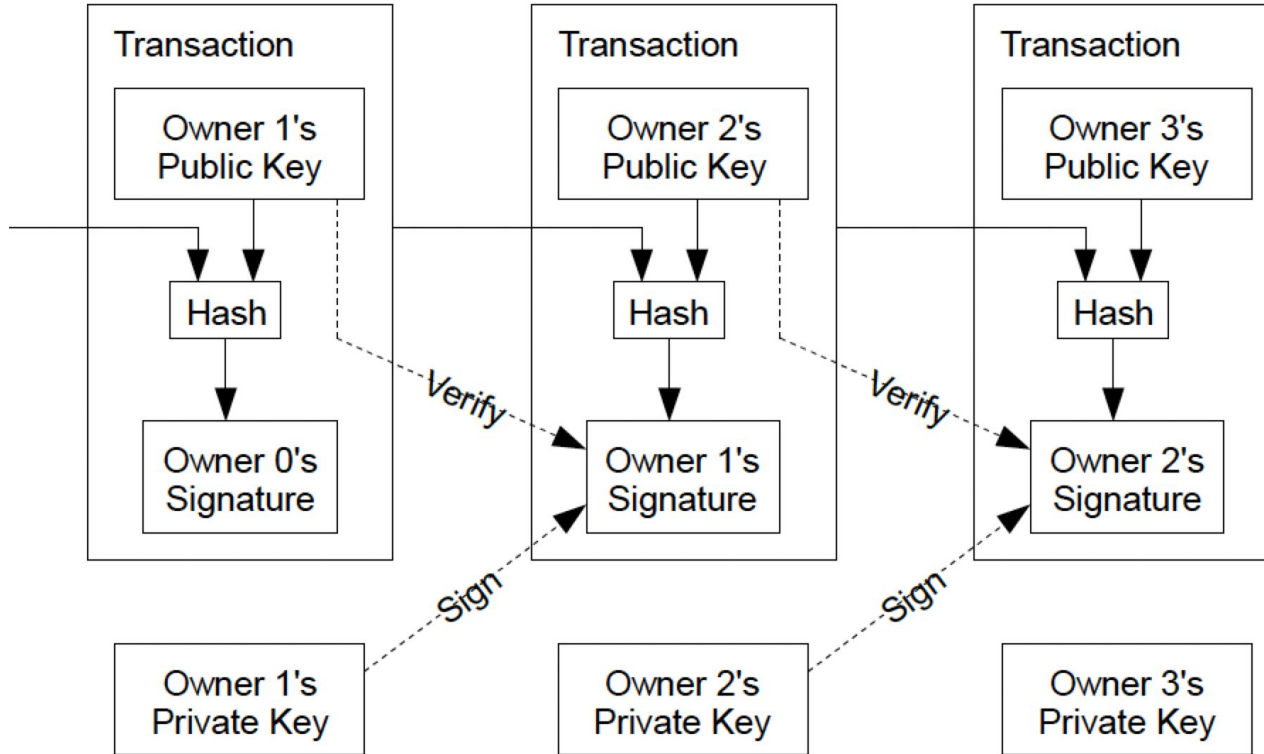 Transaction
Owner 1's
Public Key
Hash
Owner 0's
Signature
Transaction
Owner 2's
Public Key
Hash
Verify
Owner 1's
Signature
Transaction
Owner 3's
Public Key
Hash
Verify
Owner 2's
Signature
Sign
Sign
Owner 1's
Private Key
Owner 2's
Private Key
Owner 3's
Private Key